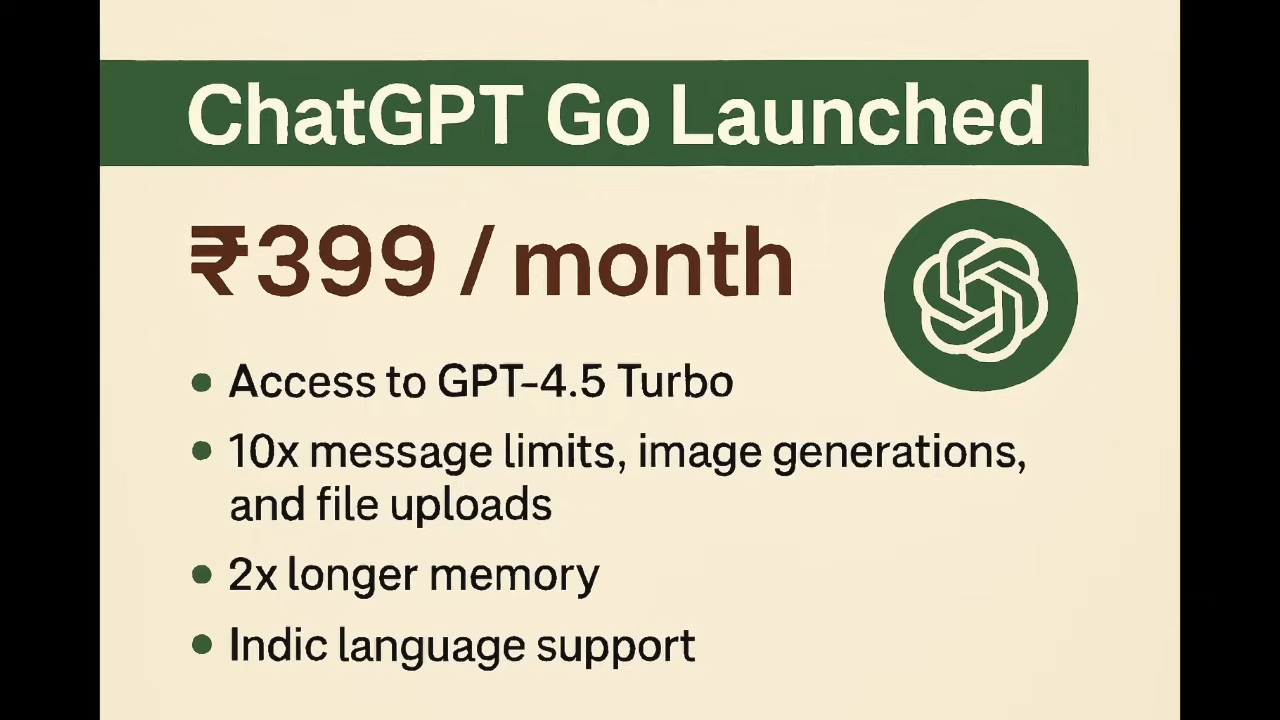 ChatGPT Go Launched
₹399 / month
• Access to GPT-4.5 Turbo
• 10x message limits, image generations,
and file uploads
• 2x longer memory
• Indic language support